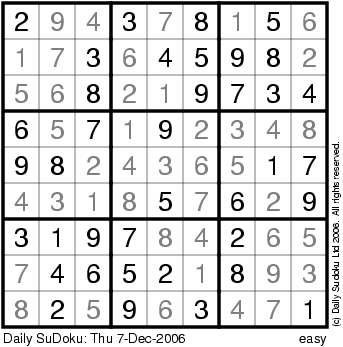 2 9 4 3 7 8 1 5 6
1 7 3 6 4 5 9 8 2
5 6 8 2 1 9 7 3 4
6 5 7 1 9 2 3 4 8
9 8 2 4 3 6 5 1 7
4 3 1 8 5 7 6 2 9
3 1 9 7 8 4 2 6 5
7 4 6 5 2 1 8 9 3
8 2 5 9 6 3 4 7 1
Daily SuDoku: Thu 7-Dec-2006 easy
(c) Daily Sudoku Ltd 2006. All rights reserved.